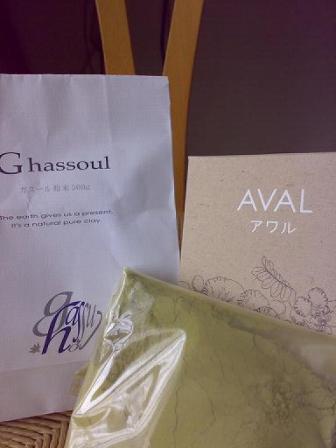 Ghassoul
ガスール 粉末 500g
The earth gives us a present,
It's a natural pure clay.
AVAL
アワル